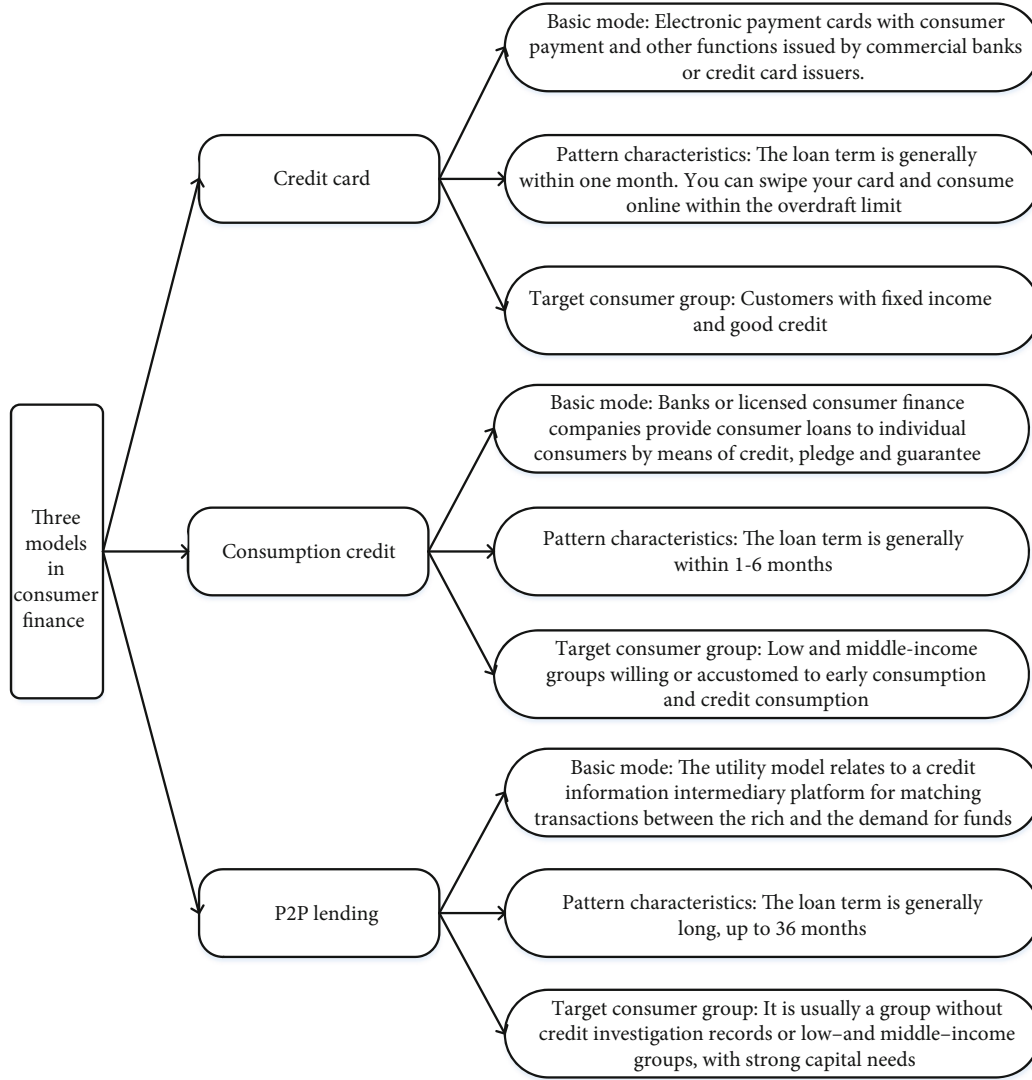 Three
models
in
consumer
finance
Credit card
Basic mode: Electronic payment cards with consumer
payment and other functions issued by commercial banks
or credit card issuers.
Pattern characteristics: The loan term is generally
within one month. You can swipe your card and consume
online within the overdraft limit
Target consumer group: Customers with fixed income
and good credit
Consumption credit
Basic mode: Banks or licensed consumer finance
companies provide consumer loans to individual
consumers by means of credit, pledge and guarantee
Pattern characteristics: The loan term is generally
within 1-6 months
Target consumer group: Low and middle-income
groups willing or accustomed to early consumption
and credit consumption
P2P lending
Basic mode: The utility model relates to a credit
information intermediary platform for matching
transactions between the rich and the demand for funds
Pattern characteristics: The loan term is generally
long, up to 36 months
Target consumer group: It is usually a group without
credit investigation records or low–and middle–income
groups, with strong capital needs